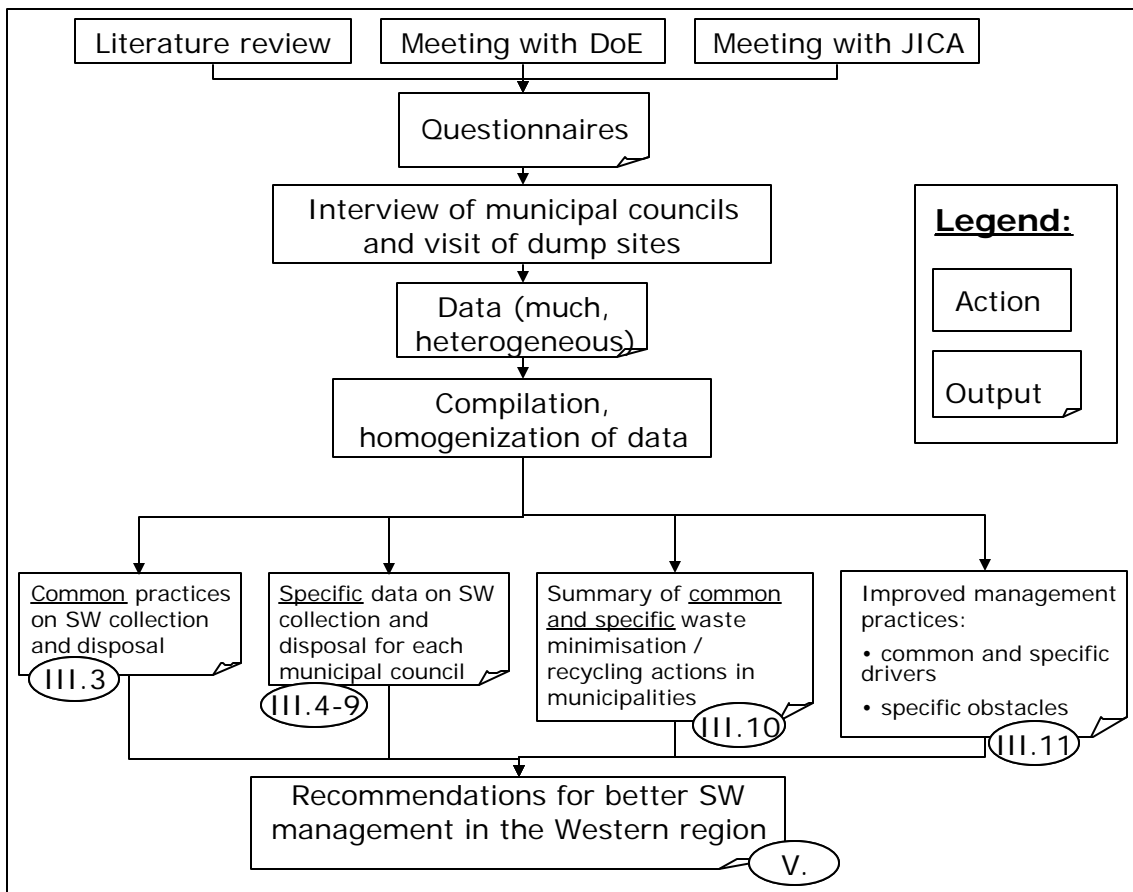 Literature review
Meeting with DoE
Meeting with JICA
Questionnaires
Interview of municipal councils
and visit of dump sites
Data (much,
heterogeneous)
Compilation,
homogenization of data
Legend:
Action
Output
Common practices
on SW collection
and disposal
III.3
Specific data on SW
collection and
disposal for each
municipal council
III.4-9
Summary of common
and specific waste
minimisation /
recycling actions in
municipalities
III.10
Improved management
practices:
• common and specific
drivers
• specific obstacles
III.11
Recommendations for better SW
management in the Western region
V.